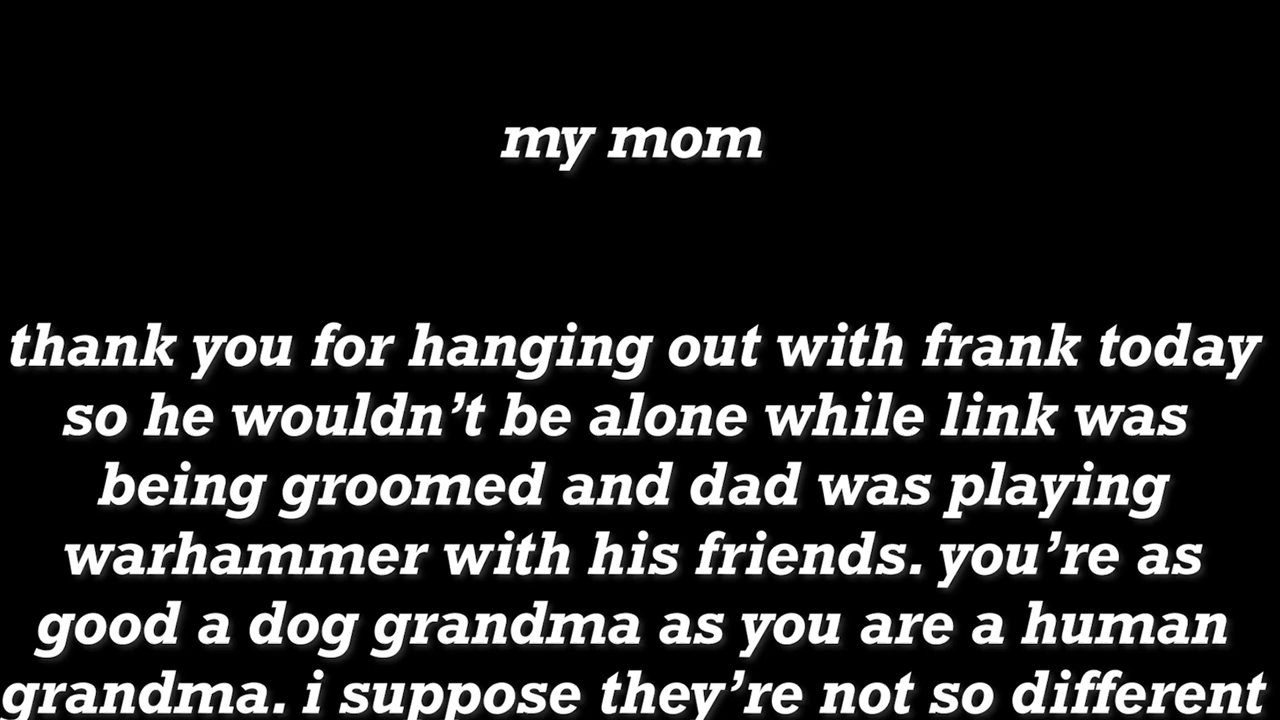 my mom
thank you for hanging out with frank today
so he wouldn’t be alone while link was
being groomed and dad was playing
warhammer with his friends. you’re as
good a dog grandma as you are a human
grandma. i suppose they’re not so different